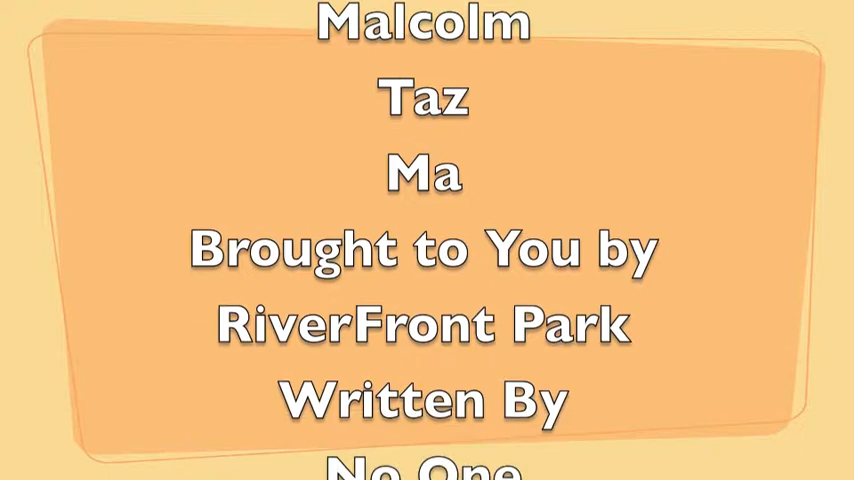 Malcolm
Taz
Ma
Brought to You by
RiverFront Park
Written By
No One